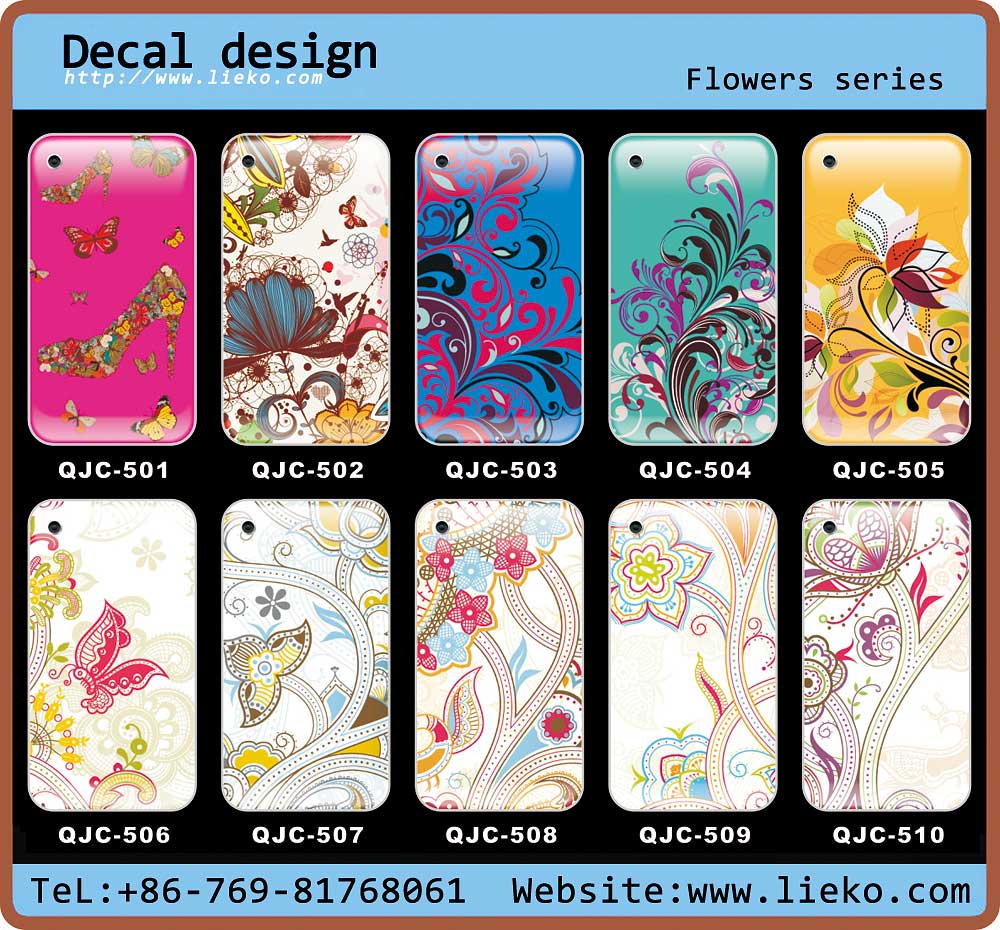 Decal design
http://www.lieko.com
Flowers series
QJC-501 QJC-502 QJC-503 QJC-504 QJC-505
QJC-506 QJC-507 QJC-508 QJC-509 QJC-510
TeL:+86-769-81768061 Website:www.lieko.com